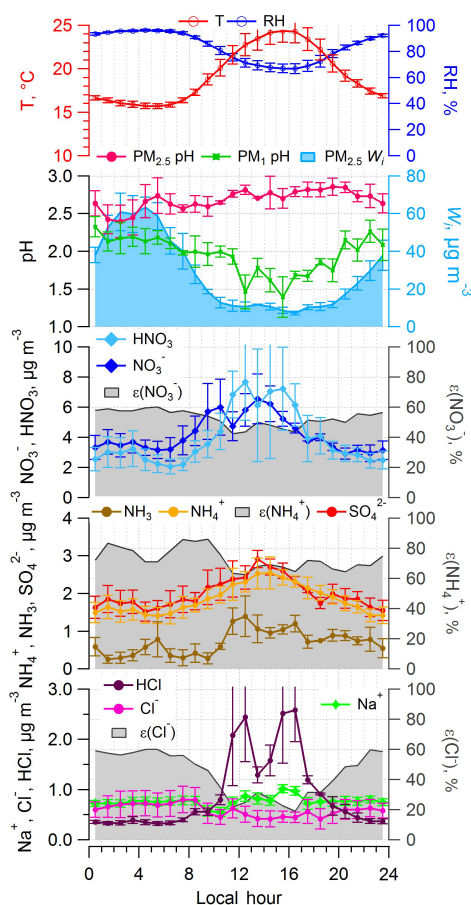 T RH
T, °C
25
20
15
10
100
80
60
40
20
0
RH, %
PM2.5 pH PM1 pH PM2.5 Wi
pH
3.0
2.5
2.0
1.5
1.0
80
60
40
20
0
Wi, µg m-3
NO3-, HNO3, µg m-3
10
8
6
4
2
0
HNO3
NO3-
ε(NO3-)
100
80
60
40
20
0
ε(NO3-), %
NH3 NH4+ ε(NH4+) SO42-
NH4+, NH3, SO42-, µg m-3
4
3
2
1
0
100
80
60
40
20
0
ε(NH4+), %
Na+, Cl-, HCl, µg m-3
3.0
2.0
1.0
0.0
HCl
Cl-
ε(Cl-)
Na+
100
80
60
40
20
0
ε(Cl-), %
0 4 8 12 16 20 24
Local hour